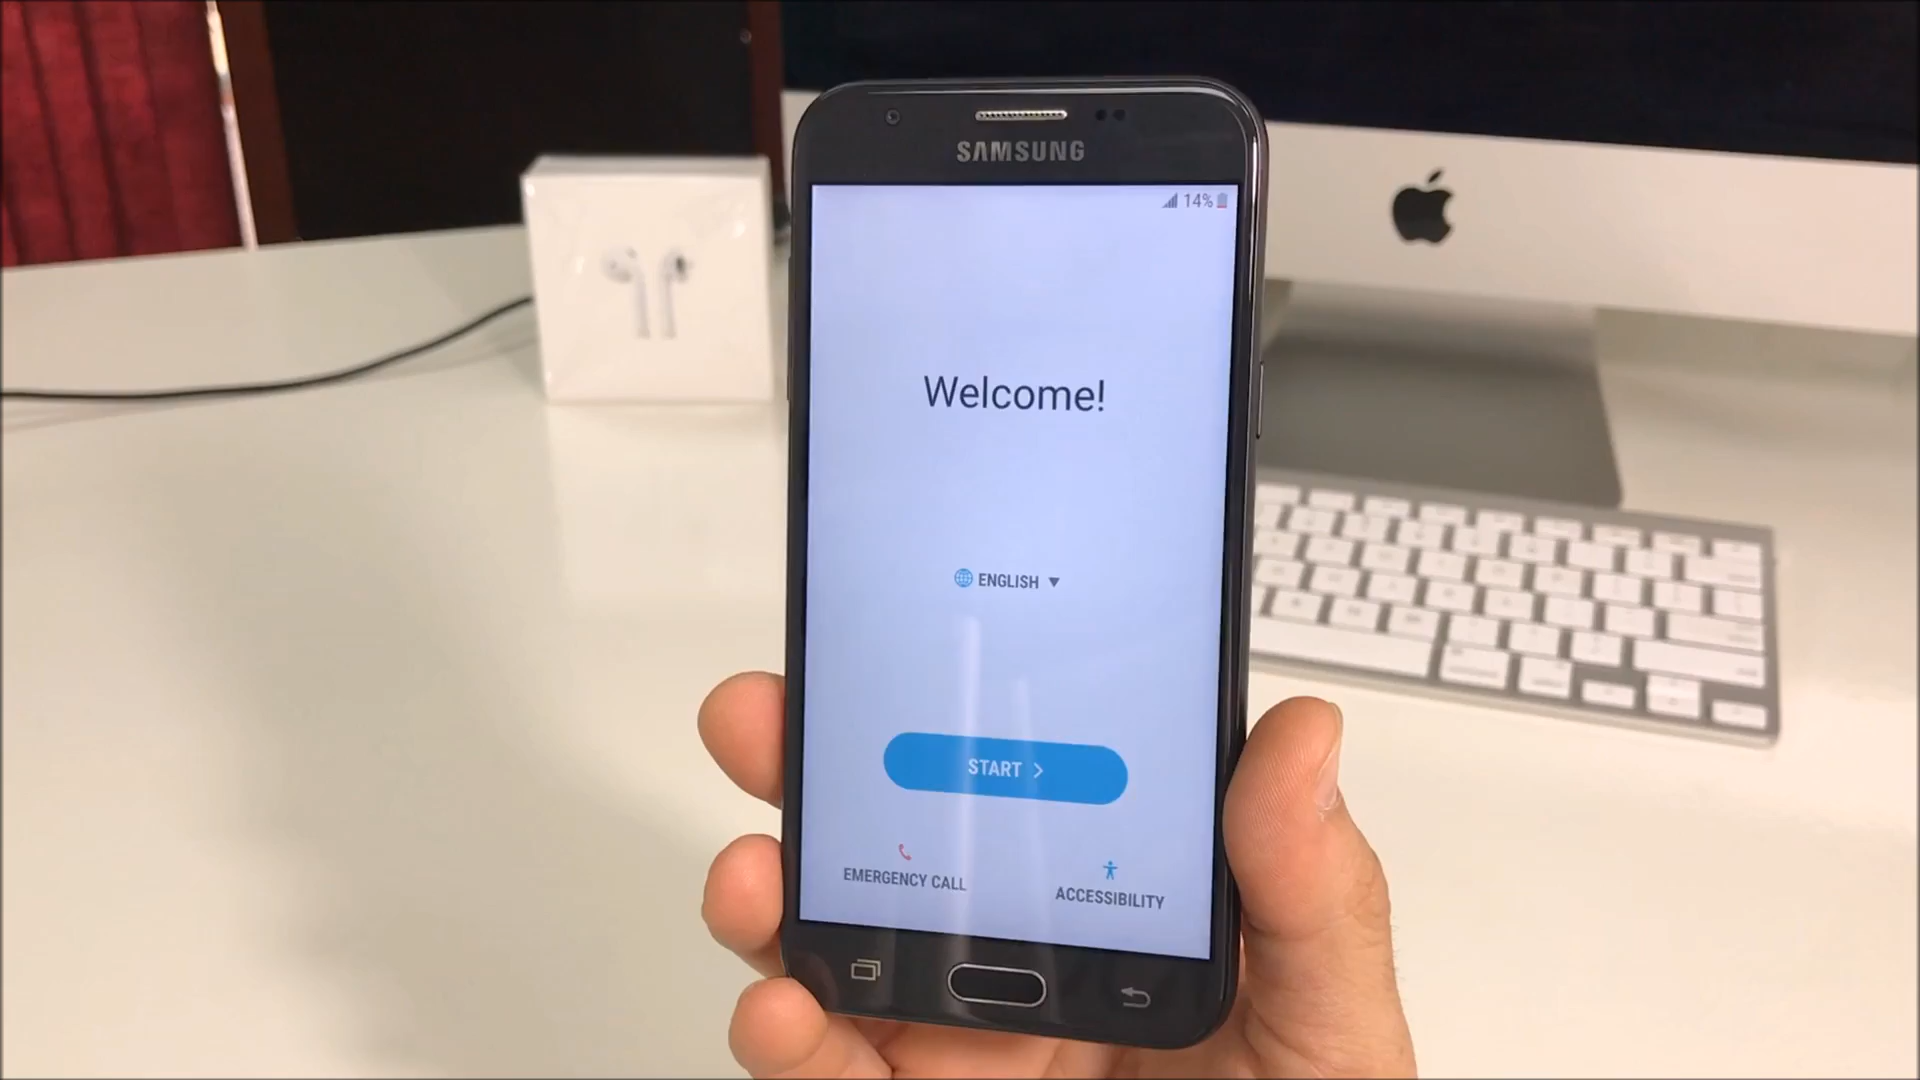 SAMSUNG
14%
Welcome!
ENGLISH
START
EMERGENCY CALL
ACCESSIBILITY